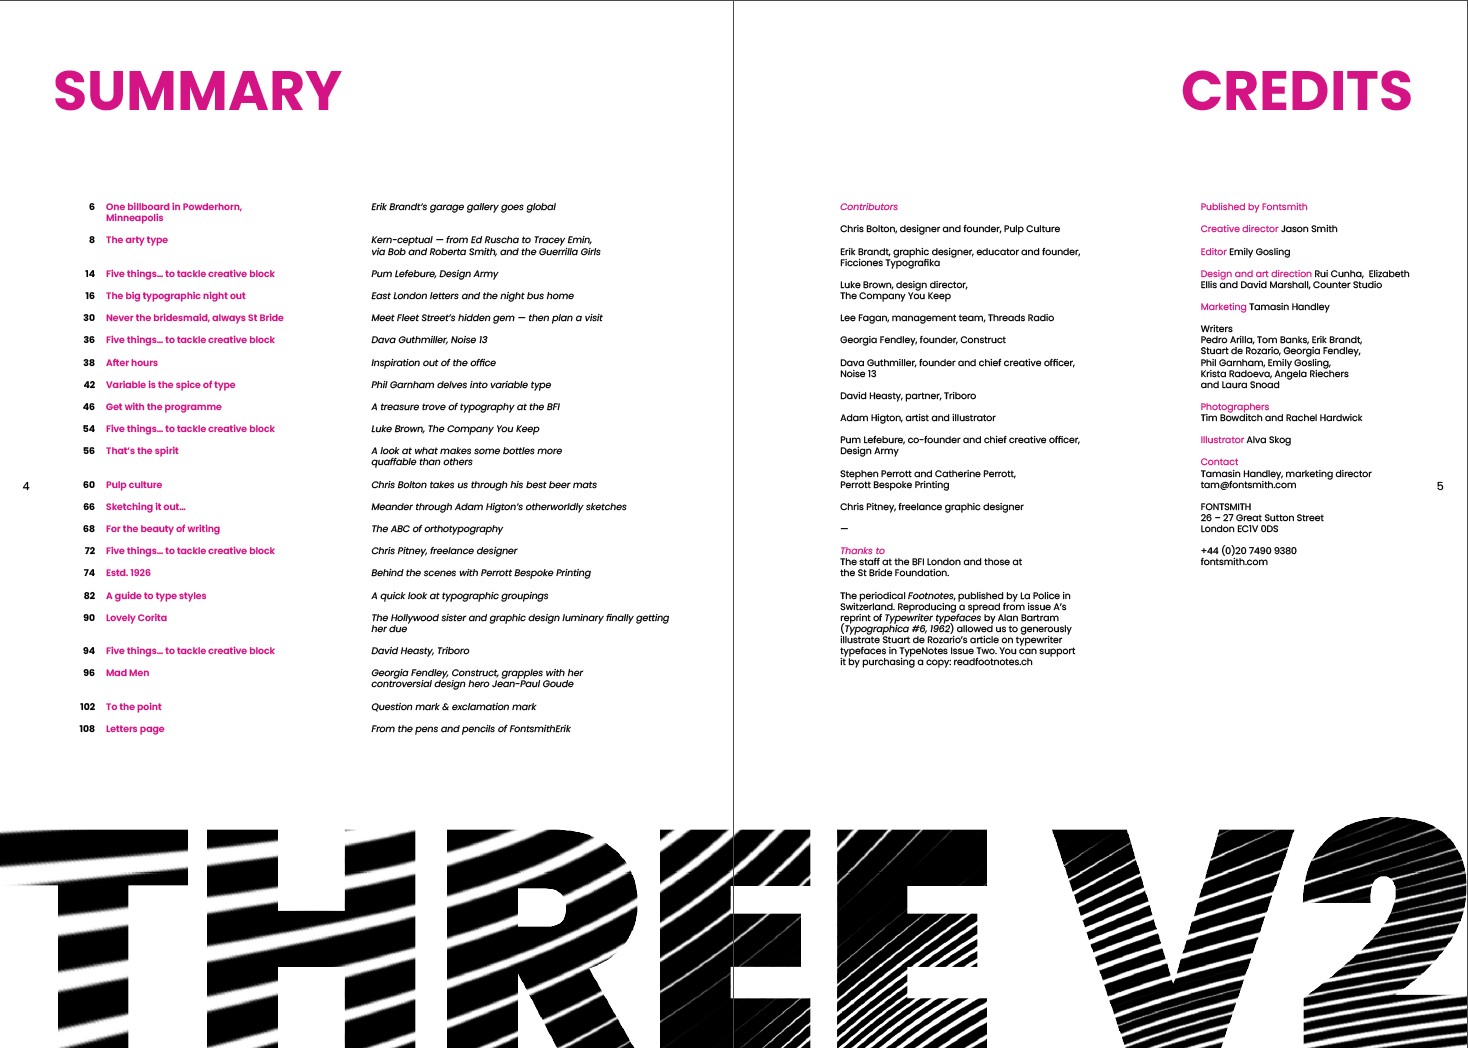 SUMMARY
6 One billboard in Powderhorn, Erik Brandt’s garage gallery goes global
Minneapolis
8 The arty type Kern-ceptual — from Ed Ruscha to Tracey Emin,
via Bob and Roberta Smith, and the Guerrilla Girls
14 Five things... to tackle creative block Pum Lefebure, Design Army
16 The big typographic night out East London letters and the night bus home
30 Never the bridesmaid, always St Bride Meet Fleet Street’s hidden gem — then plan a visit
36 Five things... to tackle creative block Dava Guthmiller, Noise 13
38 After hours Inspiration out of the office
42 Variable is the spice of type Phil Garnham delves into variable type
46 Get with the programme A treasure trove of typography at the BFI
54 Five things... to tackle creative block Luke Brown, The Company You Keep
56 That’s the spirit A look at what makes some bottles more
quaffable than others
60 Pulp culture Chris Bolton takes us through his best beer mats
66 Sketching it out... Meander through Adam Higton’s otherworldly sketches
68 For the beauty of writing The ABC of orthotypography
72 Five things... to tackle creative block Chris Pitney, freelance designer
74 Estd. 1926 Behind the scenes with Perrott Bespoke Printing
82 A guide to type styles A quick look at typographic groupings
90 Lovely Corita The Hollywood sister and graphic design luminary finally getting
her due
94 Five things... to tackle creative block David Heasty, Triboro
96 Mad Men Georgia Fendley, Construct, grapples with her
controversial design hero Jean-Paul Goude
102 To the point Question mark & exclamation mark
108 Letters page From the pens and pencils of FontsmithErik
4
CREDITS
Contributors
Chris Bolton, designer and founder, Pulp Culture
Erik Brandt, graphic designer, educator and founder,
Ficciones Typografika
Luke Brown, design director,
The Company You Keep
Lee Fagan, management team, Threads Radio
Georgia Fendley, founder, Construct
Dava Guthmiller, founder and chief creative officer,
Noise 13
David Heasty, partner, Triboro
Adam Higton, artist and illustrator
Pum Lefebure, co-founder and chief creative officer,
Design Army
Stephen Perrott and Catherine Perrott,
Perrott Bespoke Printing
Chris Pitney, freelance graphic designer
—
Thanks to
The staff at the BFI London and those at
the St Bride Foundation.
The periodical Footnotes, published by La Police in
Switzerland. Reproducing a spread from issue A’s
reprint of Typewriter typefaces by Alan Bartram
(Typographica #6, 1962) allowed us to generously
illustrate Stuart de Rozario’s article on typewriter
typefaces in TypeNotes Issue Two. You can support
it by purchasing a copy: readfootnotes.ch
Published by Fontsmith
Creative director Jason Smith
Editor Emily Gosling
Design and art direction Rui Cunha, Elizabeth
Ellis and David Marshall, Counter Studio
Marketing Tamasin Handley
Writers
Pedro Arilla, Tom Banks, Erik Brandt,
Stuart de Rozario, Georgia Fendley,
Phil Garnham, Emily Gosling,
Krista Radoeva, Angela Riechers
and Laura Snoad
Photographers
Tim Bowditch and Rachel Hardwick
Illustrator Alva Skog
Contact
Tamasin Handley, marketing director
tam@fontsmith.com
FONTSMITH
26 – 27 Great Sutton Street
London EC1V 0DS
+44 (0)20 7490 9380
fontsmith.com
5
THREE V2